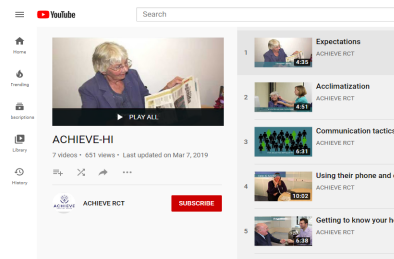 YouTube
Search
Home
Trending
Subscriptions
Library
History
PLAY ALL
ACHIEVE-HI
7 videos • 651 views • Last updated on Mar 7, 2019
ACHIEVE
ACHIEVE RCT
SUBSCRIBE
1
4:35
Expectations
ACHIEVE RCT
2
4:51
Acclimatization
ACHIEVE RCT
3
6:31
Communication tactics
ACHIEVE RCT
4
10:02
Using their phone and
ACHIEVE RCT
5
6:38
Getting to know your h
ACHIEVE RCT